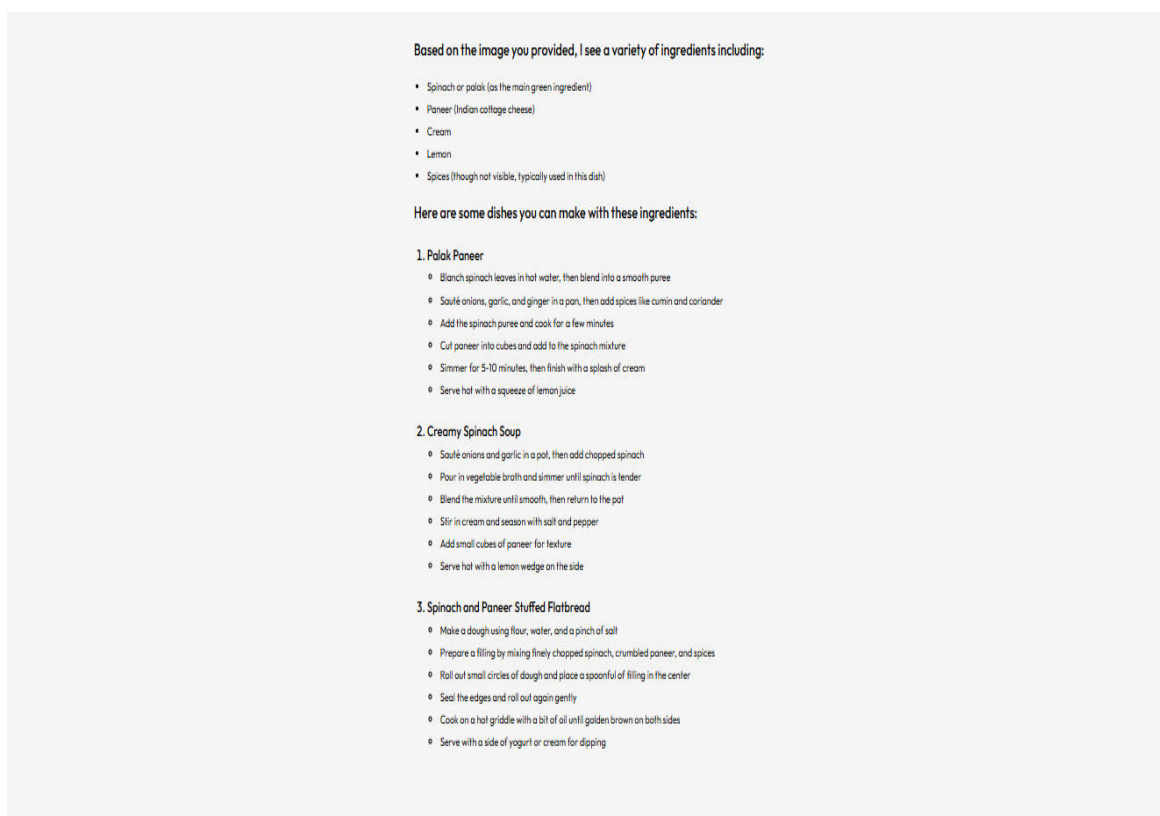 Based on the image you provided, I see a variety of ingredients including:
• Spinach or palak (as the main green ingredient)
• Paneer (Indian cottage cheese)
• Cream
• Lemon
• Spices (though not visible, typically used in this dish)
Here are some dishes you can make with these ingredients:
1. Palak Paneer
∘ Blanch spinach leaves in hot water, then blend into a smooth puree
∘ Sauté onions, garlic, and ginger in a pan, then add spices like cumin and coriander
∘ Add the spinach puree and cook for a few minutes
∘ Cut paneer into cubes and add to the spinach mixture
∘ Simmer for 5-10 minutes, then finish with a splash of cream
∘ Serve hot with a squeeze of lemon juice
2. Creamy Spinach Soup
∘ Sauté onions and garlic in a pot, then add chopped spinach
∘ Pour in vegetable broth and simmer until spinach is tender
∘ Blend the mixture until smooth, then return to the pot
∘ Stir in cream and season with salt and pepper
∘ Add small cubes of paneer for texture
∘ Serve hot with a lemon wedge on the side
3. Spinach and Paneer Stuffed Flatbread
∘ Make a dough using flour, water, and a pinch of salt
∘ Prepare a filling by mixing finely chopped spinach, crumbled paneer, and spices
∘ Roll out small circles of dough and place a spoonful of filling in the center
∘ Seal the edges and roll out again gently
∘ Cook on a hot griddle with a bit of oil until golden brown on both sides
∘ Serve with a side of yogurt or cream for dipping